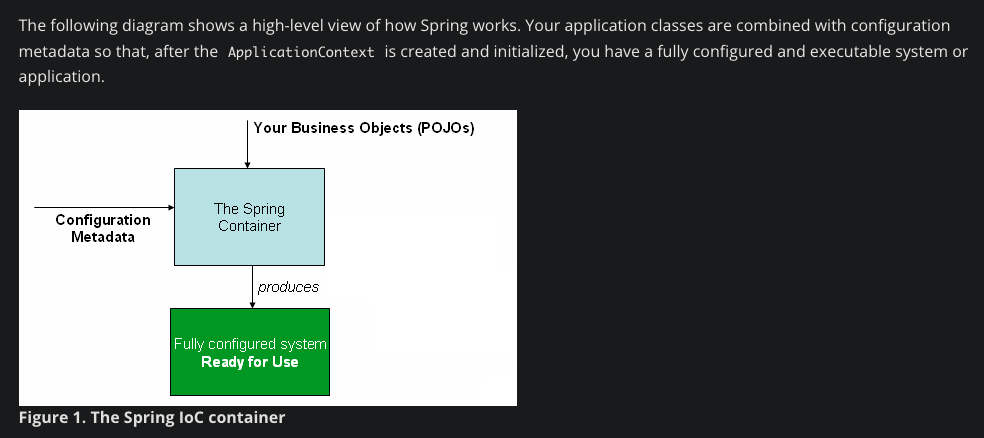 The following diagram shows a high-level view of how Spring works. Your application classes are combined with configuration
metadata so that, after the ApplicationContext is created and initialized, you have a fully configured and executable system or
application.
Your Business Objects (POJOs)
The Spring
Container
Configuration
Metadata
produces
Fully configured system
Ready for Use
Figure 1. The Spring IoC container